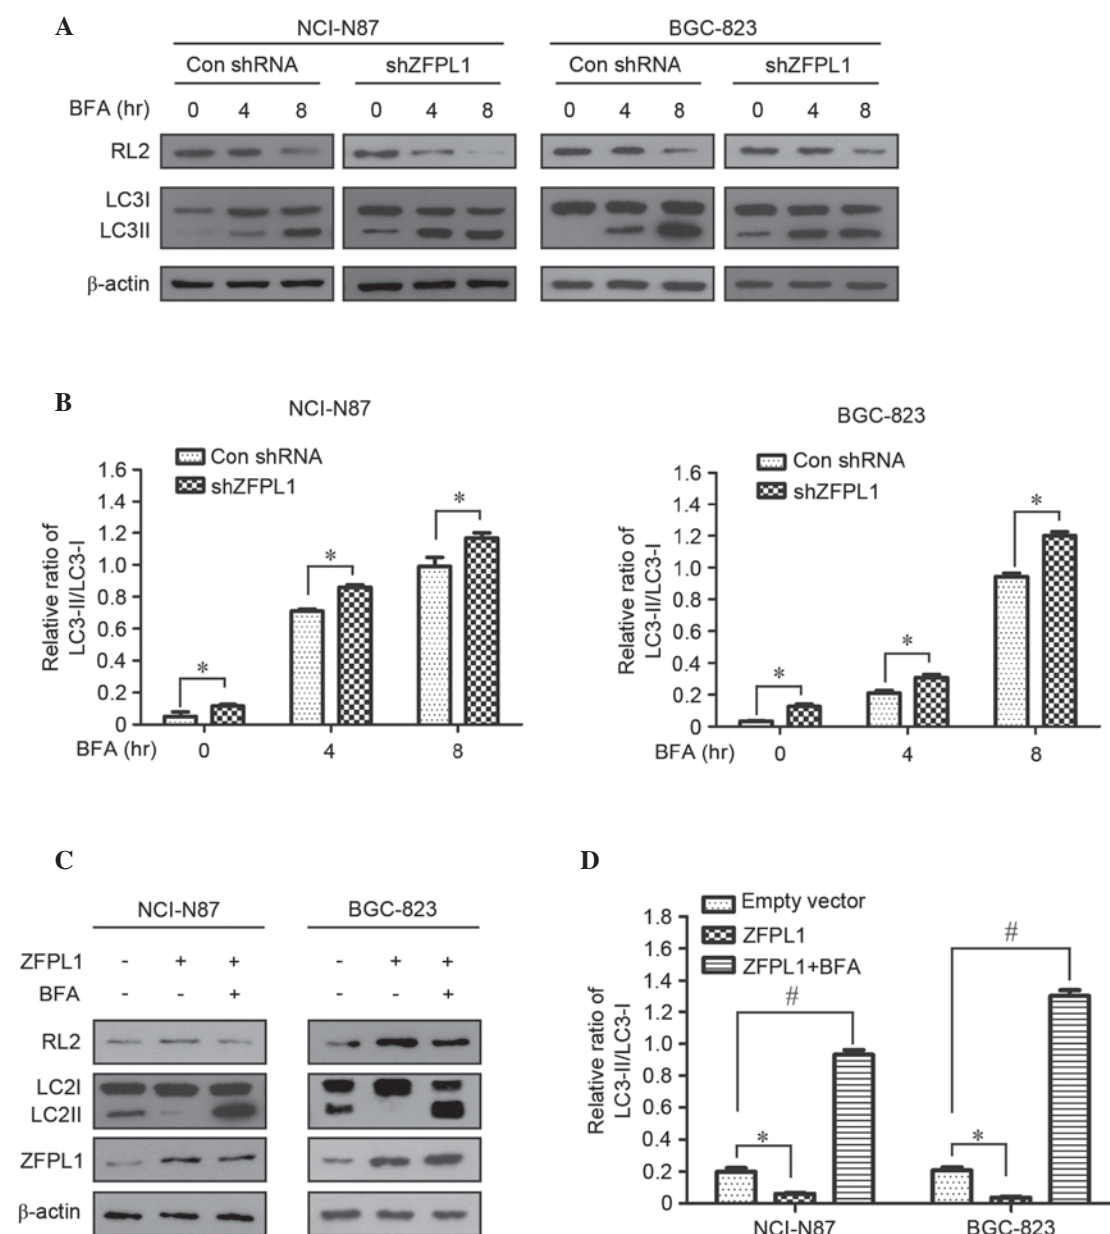 A
NCI-N87 BGC-823
Con shRNA shZFPL1 Con shRNA shZFPL1
BFA (hr) 0 4 8 0 4 8 0 4 8 0 4 8
RL2
LC3I
LC3II
β-actin
B
NCI-N87
Con shRNA
shZFPL1
Relative ratio of
LC3-II/LC3-I
1.6
1.4
1.2
1.0
0.8
0.6
0.4
0.2
0
* * *
BFA (hr) 0 4 8
BGC-823
Con shRNA
shZFPL1
Relative ratio of
LC3-II/LC3-I
1.6
1.4
1.2
1.0
0.8
0.6
0.4
0.2
0
* * *
BFA (hr) 0 4 8
C
NCI-N87 BGC-823
ZFPL1 - + + - + +
BFA - - + - - +
RL2
LC2I
LC2II
ZFPL1
β-actin
D
Empty vector
ZFPL1
ZFPL1+BFA
Relative ratio of
LC3-II/LC3-I
1.8
1.6
1.4
1.2
1.0
0.8
0.6
0.4
0.2
0
# #
* *
NCI-N87 BGC-823